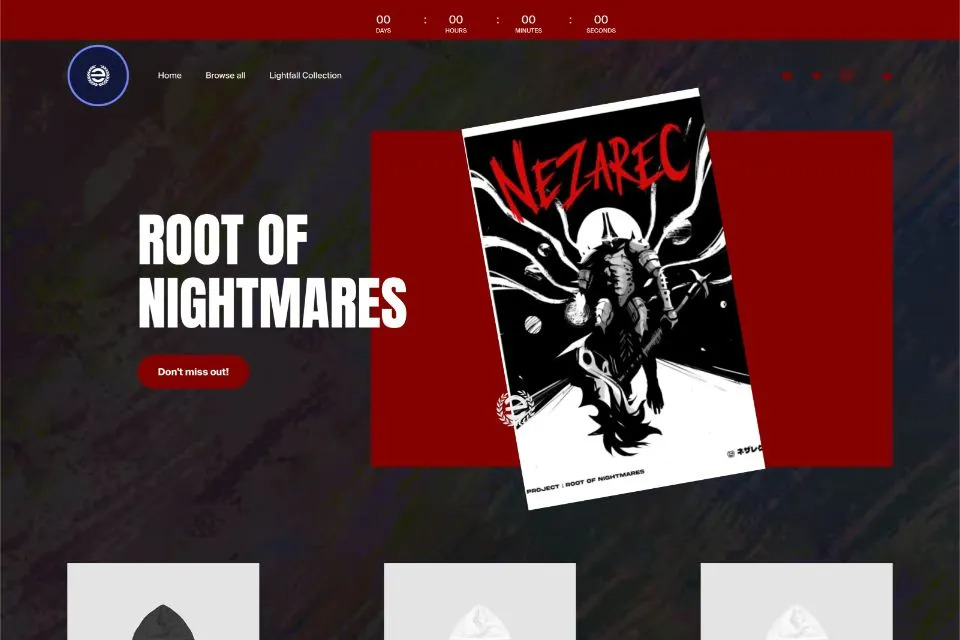 00 : 00 : 00 : 00
DAYS HOURS MINUTES SECONDS
e
Home Browse all Lightfall Collection
NEZAREC
ROOT OF
NIGHTMARES
Don't miss out!
e
ネザレ
PROJECT : ROOT OF NIGHTMARES